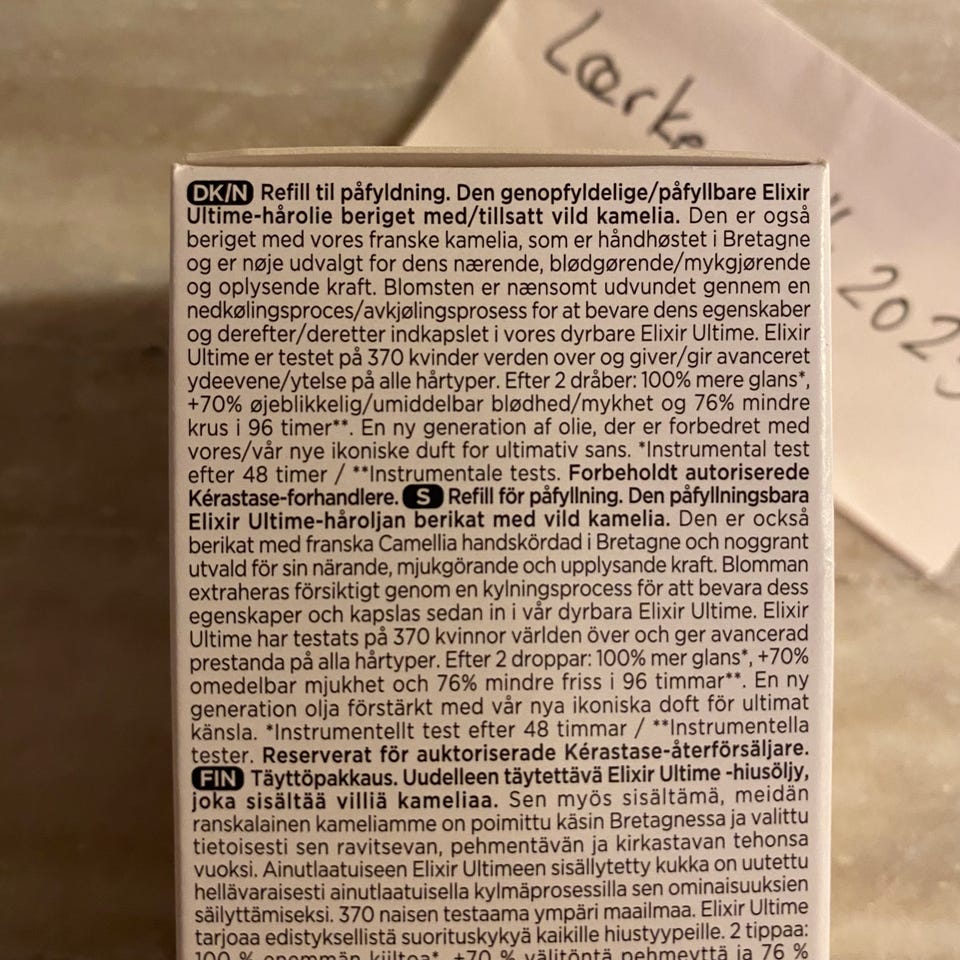 Lærke
2025
DK/N Refill til påfyldning. Den genopfyldelige/påfyllbare Elixir
Ultime-hårolie beriget med/tillsatt vild kamelia. Den er også
beriget med vores franske kamelia, som er håndhøstet i Bretagne
og er nøje udvalgt for dens nærende, blødgørende/mykgjørende
og oplysende kraft. Blomsten er nænsomt udvundet gennem en
nedkølingsproces/avkjølingsprosess for at bevare dens egenskaber
og derefter/deretter indkapslet i vores dyrbare Elixir Ultime. Elixir
Ultime er testet på 370 kvinder verden over og giver/gir avanceret
ydeevene/ytelse på alle hårtyper. Efter 2 dråber: 100% mere glans*,
+70% øjeblikkelig/umiddelbar blødhed/mykhet og 76% mindre
krus i 96 timer**. En ny generation af olie, der er forbedret med
vores/vår nye ikoniske duft for ultimativ sans. *Instrumental test
efter 48 timer / **Instrumentale tests. Forbeholdt autoriserede
Kérastase-forhandlere. S Refill för påfyllning. Den påfyllningsbara
Elixir Ultime-håroljan berikat med vild kamelia. Den er också
berikat med franska Camellia handskördad i Bretagne och noggrant
utvald för sin närande, mjukgörande och upplysande kraft. Blomman
extraheras försiktigt genom en kylningsprocess för att bevara dess
egenskaper och kapslas sedan in i vår dyrbara Elixir Ultime. Elixir
Ultime har testats på 370 kvinnor världen över och ger avancerad
prestanda på alla hårtyper. Efter 2 droppar: 100% mer glans*, +70%
omedelbar mjukhet och 76% mindre friss i 96 timmar**. En ny
generation olja förstärkt med vår nya ikoniska doft för ultimat
känsla. *Instrumentellt test efter 48 timmar / **Instrumentella
tester. Reserverat för auktoriserade Kérastase-återförsäljare.
FIN Täyttöpakkaus. Uudelleen täytettävä Elixir Ultime -hiusöljy,
joka sisältää villiä kameliaa. Sen myös sisältämä, meidän
ranskalainen kameliamme on poimittu käsin Bretagnessa ja valittu
tietoisesti sen ravitsevan, pehmentävän ja kirkastavan tehonsa
vuoksi. Ainutlaatuiseen Elixir Ultimeen sisällytetty kukka on uutettu
hellävaraisesti ainutlaatuisella kylmäprosessilla sen ominaisuuksien
säilyttämiseksi. 370 naisen testaama ympäri maailmaa. Elixir Ultime
tarjoaa edistyksellistä suorituskykyä kaikille hiustyypeille. 2 tippaa:
100 % enemmän kiiltoa*, +70 % välitöntä pehmeyttä ja 76 %